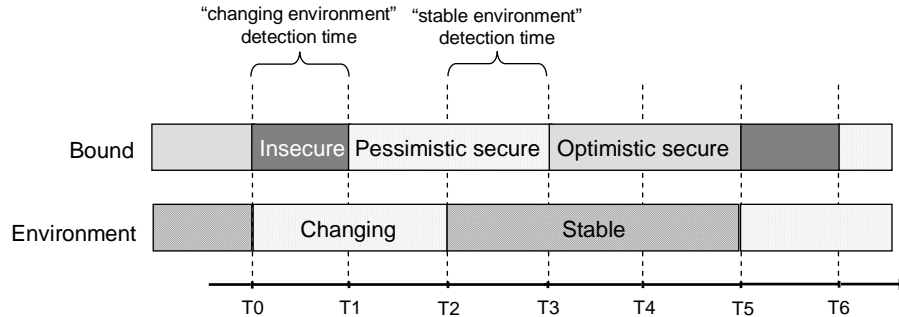 “changing environment”
detection time
“stable environment”
detection time
Bound
Insecure
Pessimistic secure
Optimistic secure
Environment
Changing
Stable
T0
T1
T2
T3
T4
T5
T6